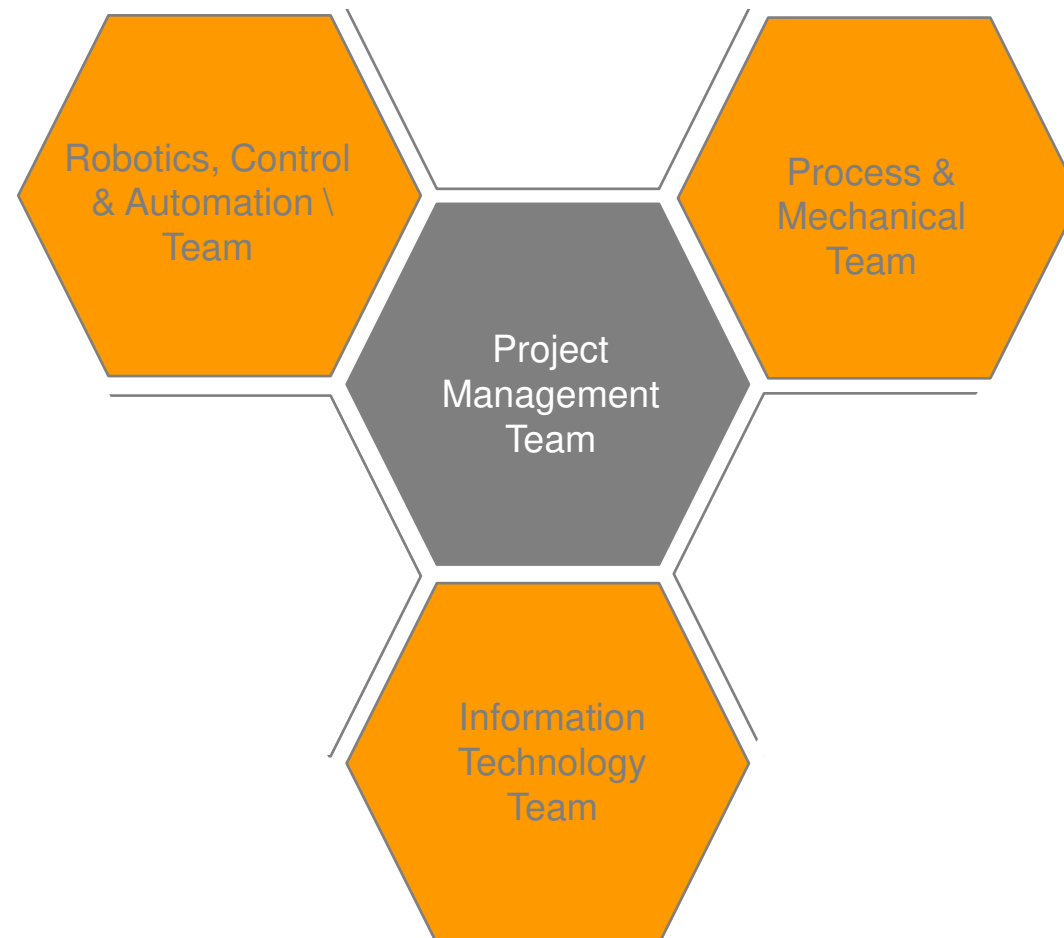 Robotics, Control
& Automation \
Team
Process &
Mechanical
Team
Project
Management
Team
Information
Technology
Team